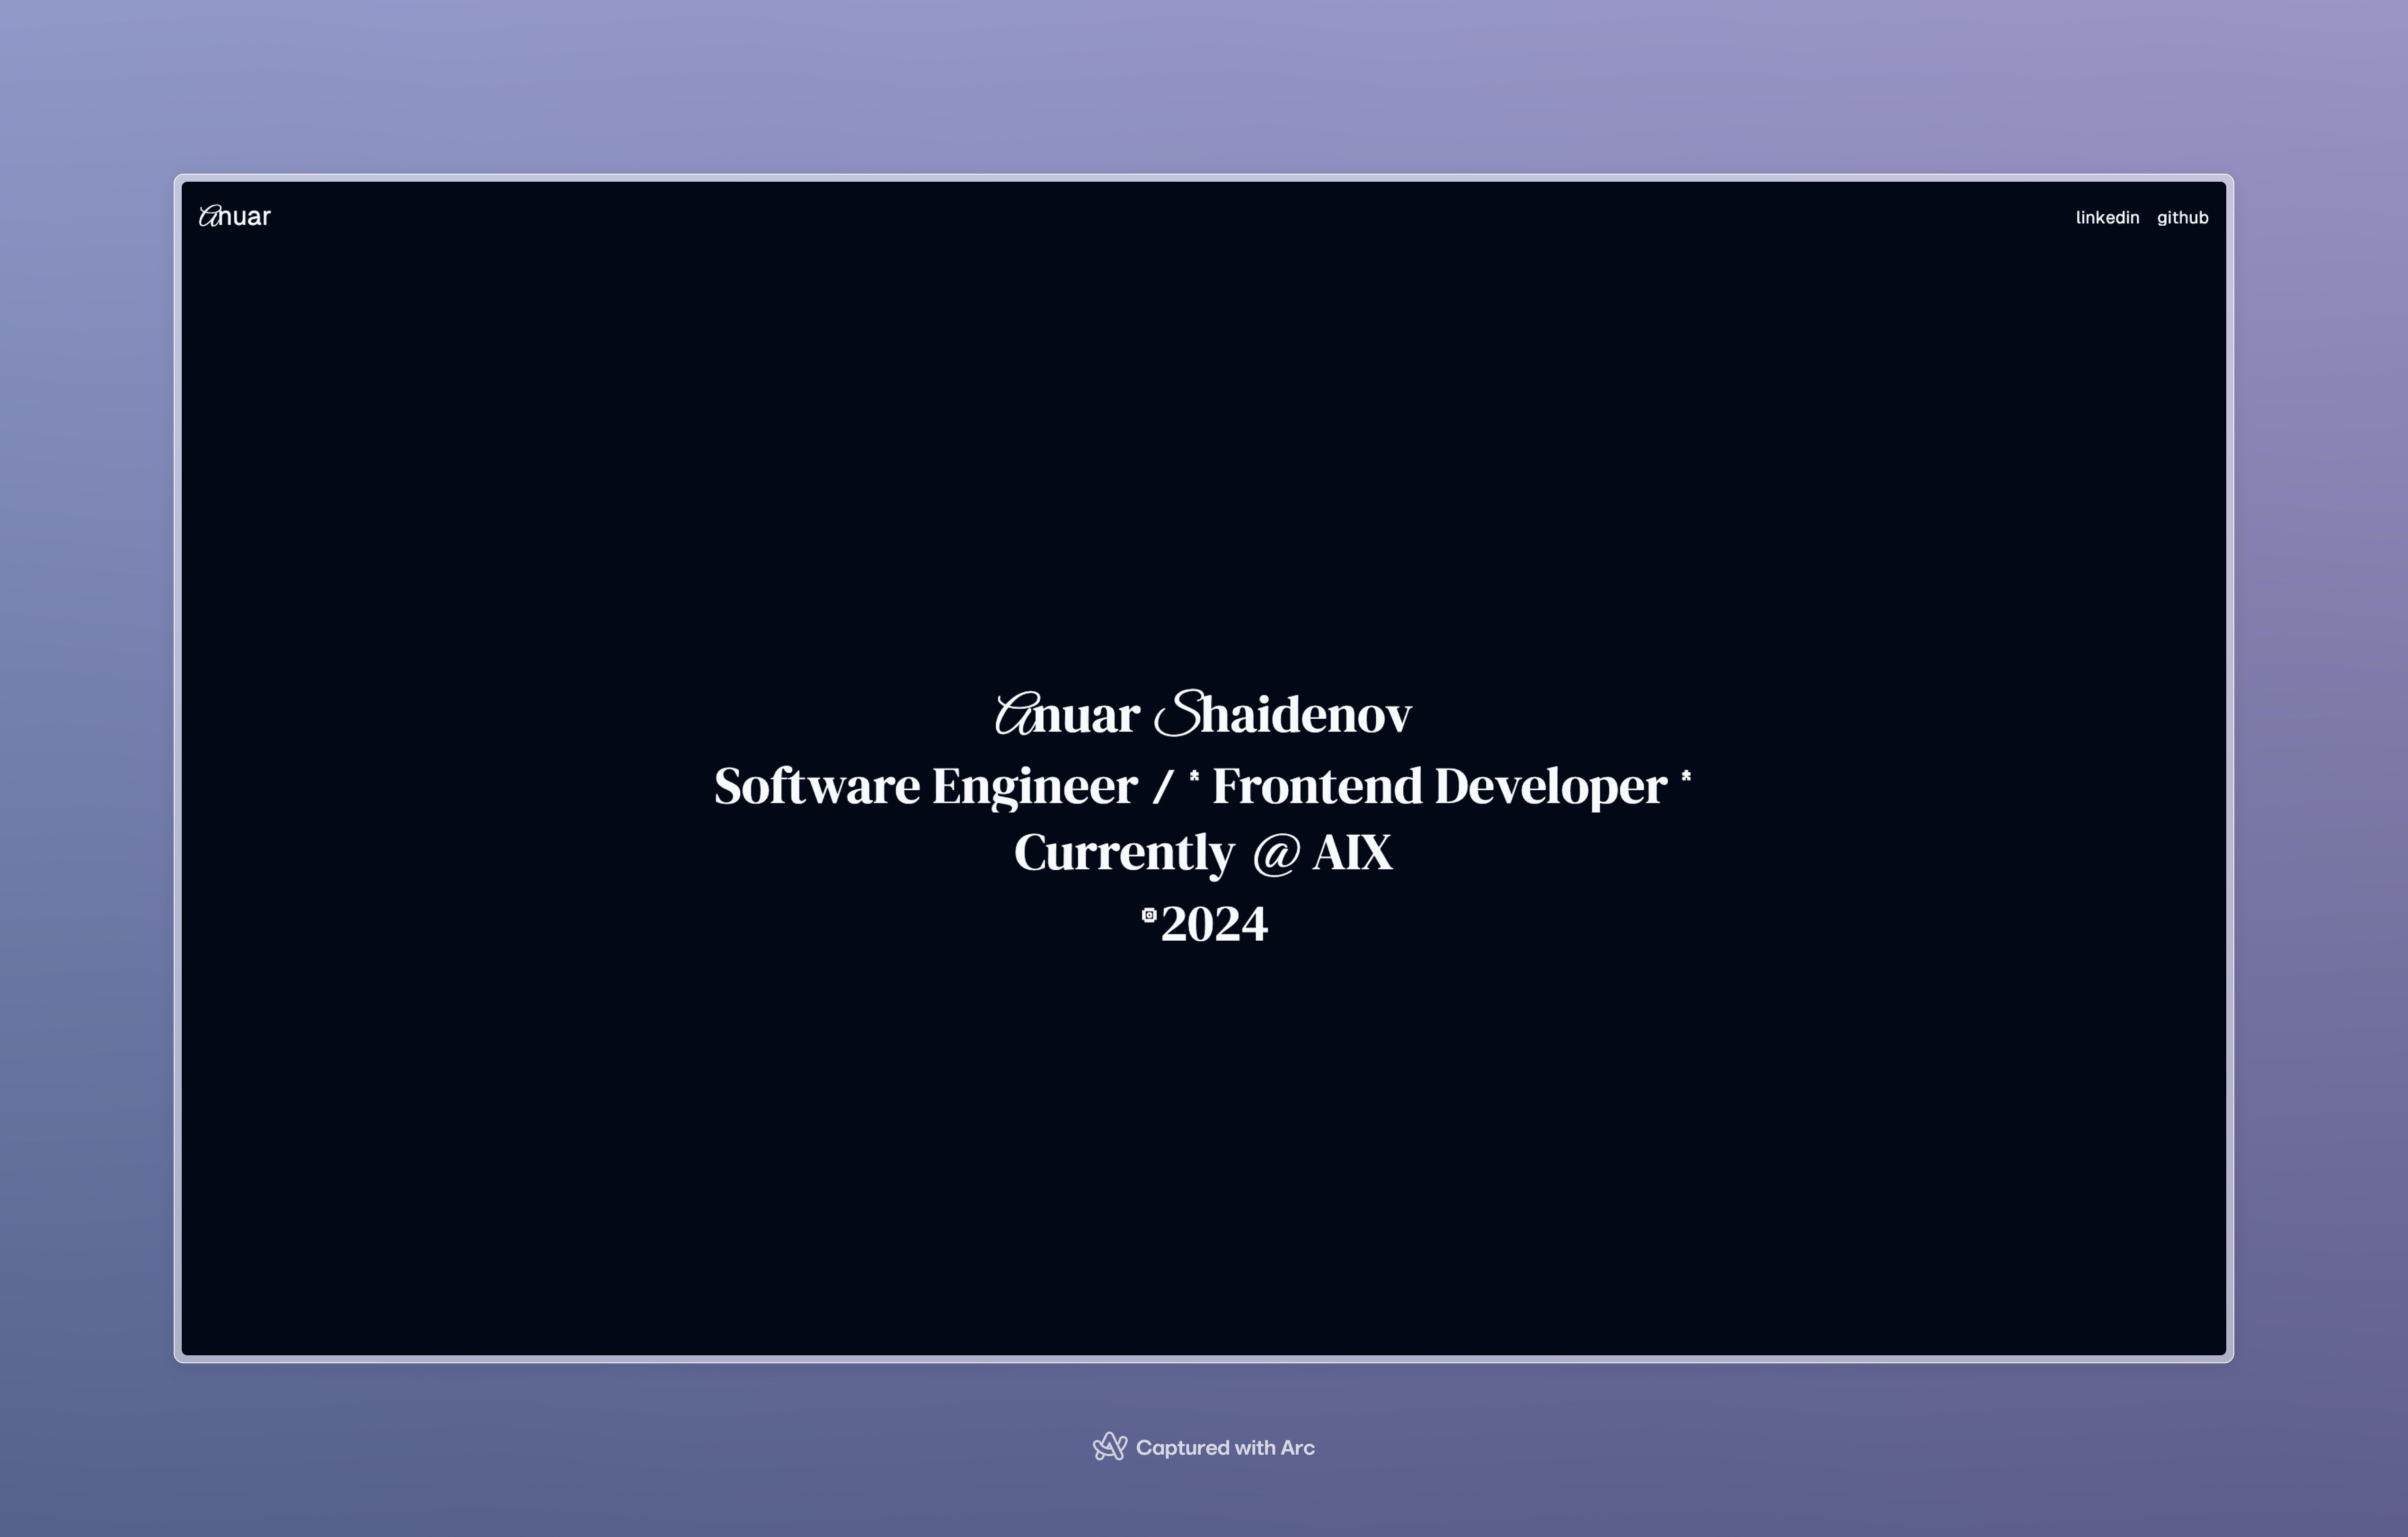 Anuar
linkedin github
Anuar Shaidenov
Software Engineer / * Frontend Developer *
Currently @ AIX
©2024
Captured with Arc